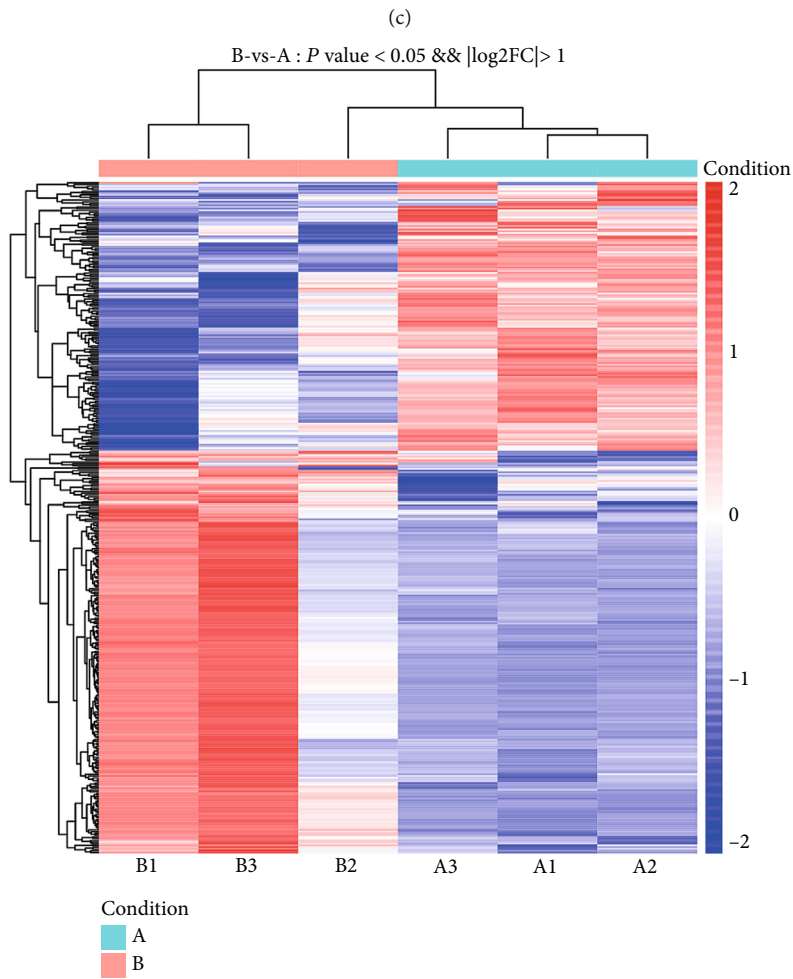 (c)
B-vs-A : P value < 0.05 && |log2FC|> 1
Condition
2
1
0
−1
−2
B1 B3 B2 A3 A1 A2
Condition
A
B